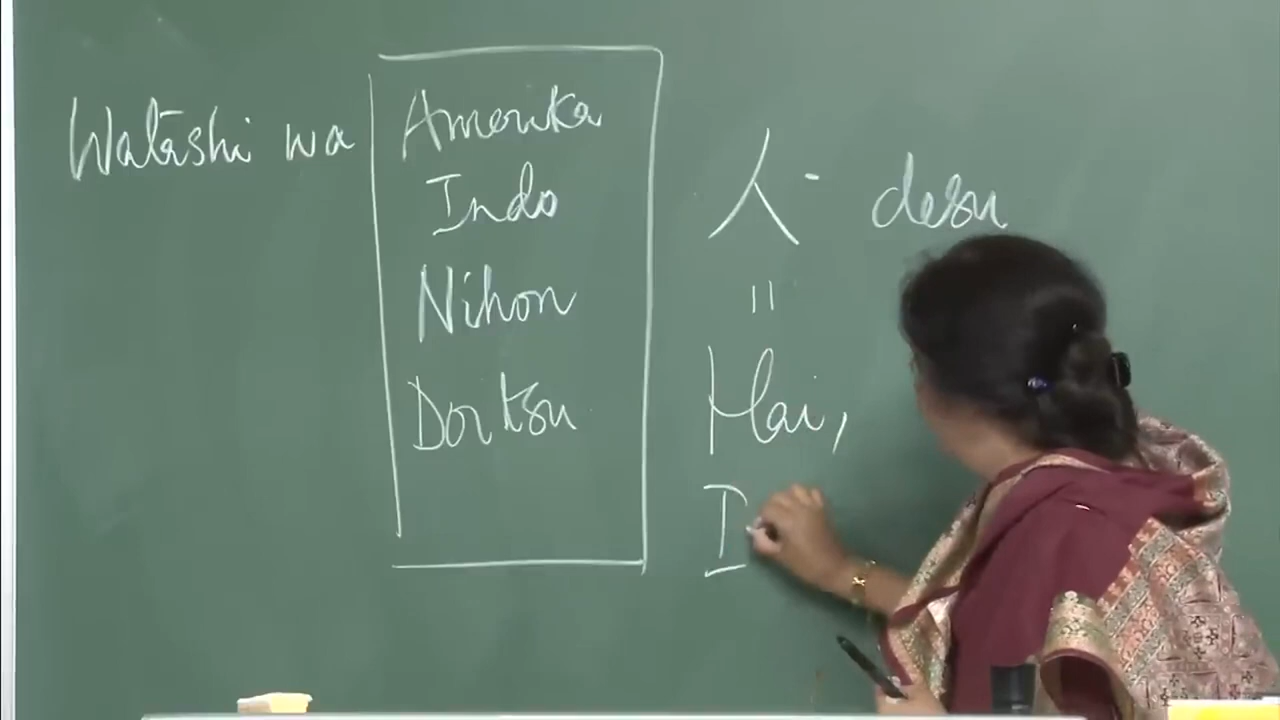 Watashi wa Amerika 人 - desu
Indo
Nihon "
Doitsu Hai,
I